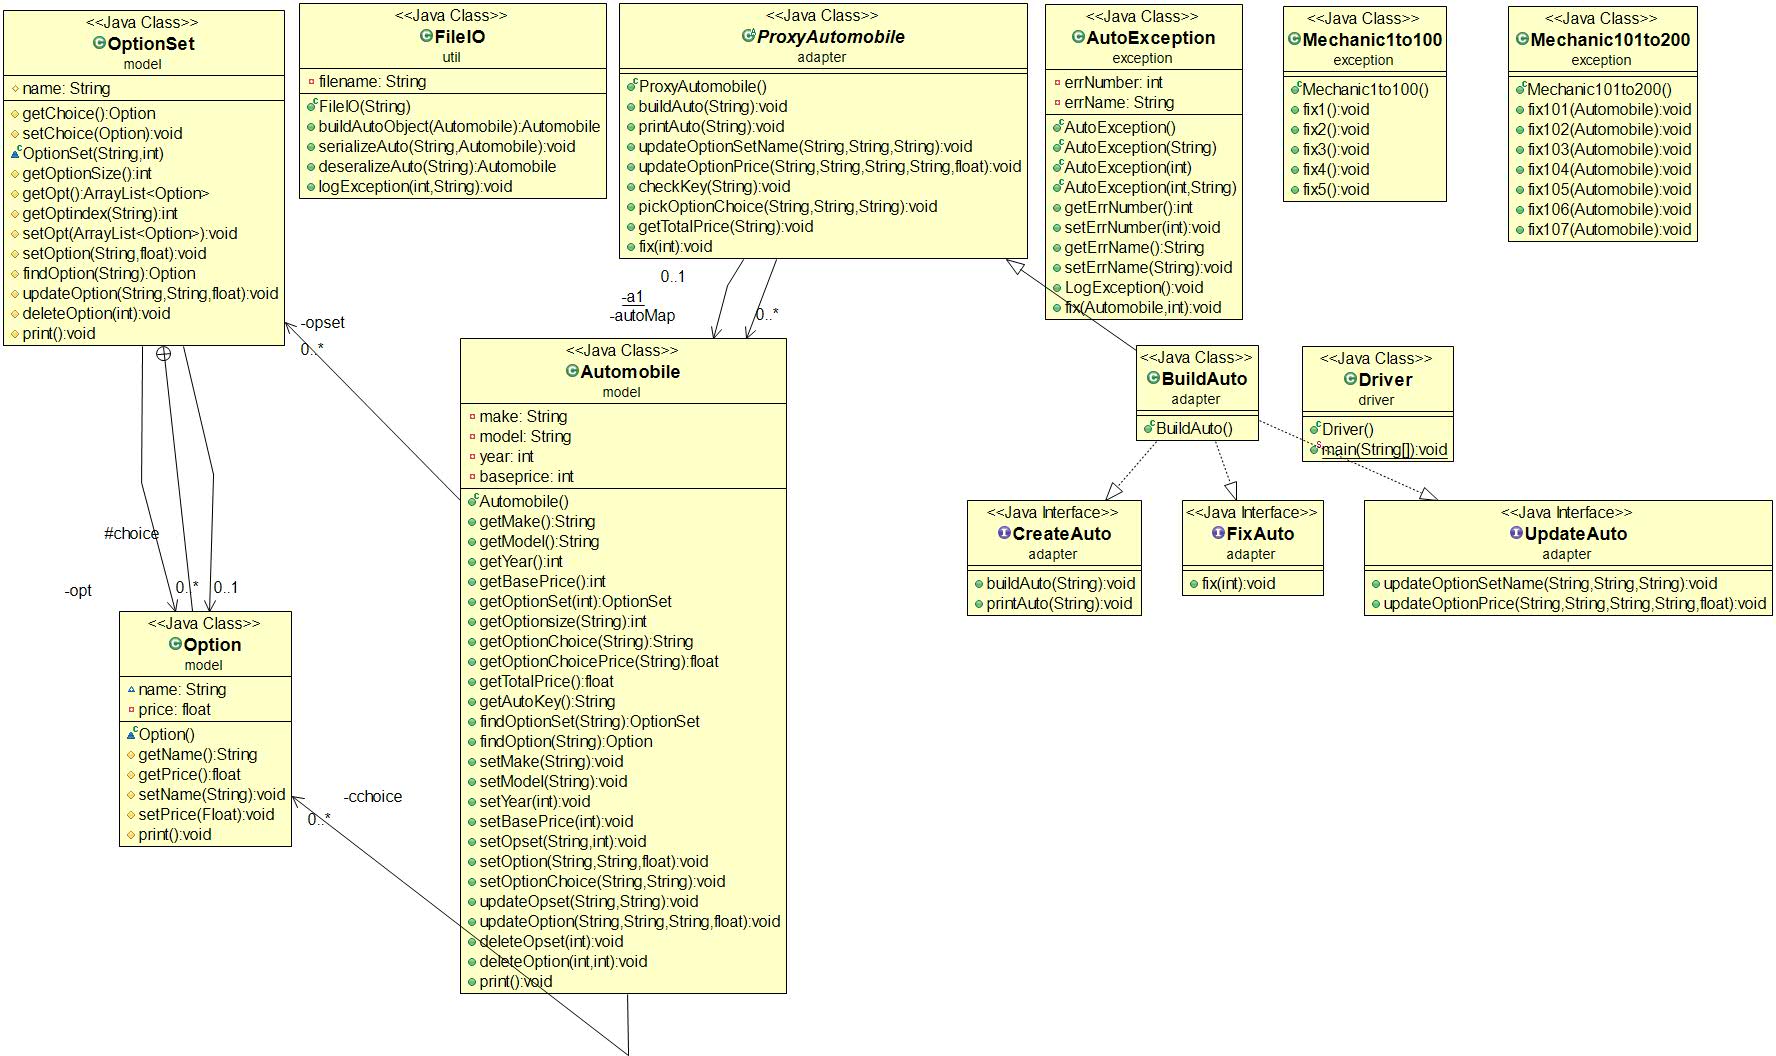 <<Java Class>>
OptionSet
model
name: String
getChoice():Option
setChoice(Option):void
OptionSet(String,int)
getOptionSize():int
getOpt():ArrayList<Option>
getOptindex(String):int
setOpt(ArrayList<Option>):void
setOption(String,float):void
findOption(String):Option
updateOption(String,String,float):void
deleteOption(int):void
print():void
<<Java Class>>
FileIO
util
filename: String
FileIO(String)
buildAutoObject(Automobile):Automobile
serializeAuto(String,Automobile):void
deseralizeAuto(String):Automobile
logException(int,String):void
<<Java Class>>
ProxyAutomobile
adapter
ProxyAutomobile()
buildAuto(String):void
printAuto(String):void
updateOptionSetName(String,String,String):void
updateOptionPrice(String,String,String,String,float):void
checkKey(String):void
pickOptionChoice(String,String,String):void
getTotalPrice(String):void
fix(int):void
<<Java Class>>
AutoException
exception
errNumber: int
errName: String
AutoException()
AutoException(String)
AutoException(int)
AutoException(int,String)
getErrNumber():int
setErrNumber(int):void
getErrName():String
setErrName(String):void
LogException():void
fix(Automobile,int):void
<<Java Class>>
Mechanic1to100
exception
Mechanic1to100()
fix1():void
fix2():void
fix3():void
fix4():void
fix5():void
<<Java Class>>
Mechanic101to200
exception
Mechanic101to200()
fix101(Automobile):void
fix102(Automobile):void
fix103(Automobile):void
fix104(Automobile):void
fix105(Automobile):void
fix106(Automobile):void
fix107(Automobile):void
0..1
-a1
-autoMap
0..*
-opset
0..*
<<Java Class>>
Automobile
model
make: String
model: String
year: int
baseprice: int
Automobile()
getMake():String
getModel():String
getYear():int
getBasePrice():int
getOptionSet(int):OptionSet
getOptionsize(String):int
getOptionChoice(String):String
getOptionChoicePrice(String):float
getTotalPrice():float
getAutoKey():String
findOptionSet(String):OptionSet
findOption(String):Option
setMake(String):void
setModel(String):void
setYear(int):void
setBasePrice(int):void
setOpset(String,int):void
setOption(String,String,float):void
setOptionChoice(String,String):void
updateOpset(String,String):void
updateOption(String,String,String,float):void
deleteOpset(int):void
deleteOption(int,int):void
print():void
<<Java Class>>
BuildAuto
adapter
BuildAuto()
<<Java Class>>
Driver
driver
Driver()
main(String[]):void
<<Java Interface>>
CreateAuto
adapter
buildAuto(String):void
printAuto(String):void
<<Java Interface>>
FixAuto
adapter
fix(int):void
<<Java Interface>>
UpdateAuto
adapter
updateOptionSetName(String,String,String):void
updateOptionPrice(String,String,String,String,float):void
#choice
-opt
0..*
0..1
<<Java Class>>
Option
model
name: String
price: float
Option()
getName():String
getPrice():float
setName(String):void
setPrice(Float):void
print():void
-cchoice
0..*